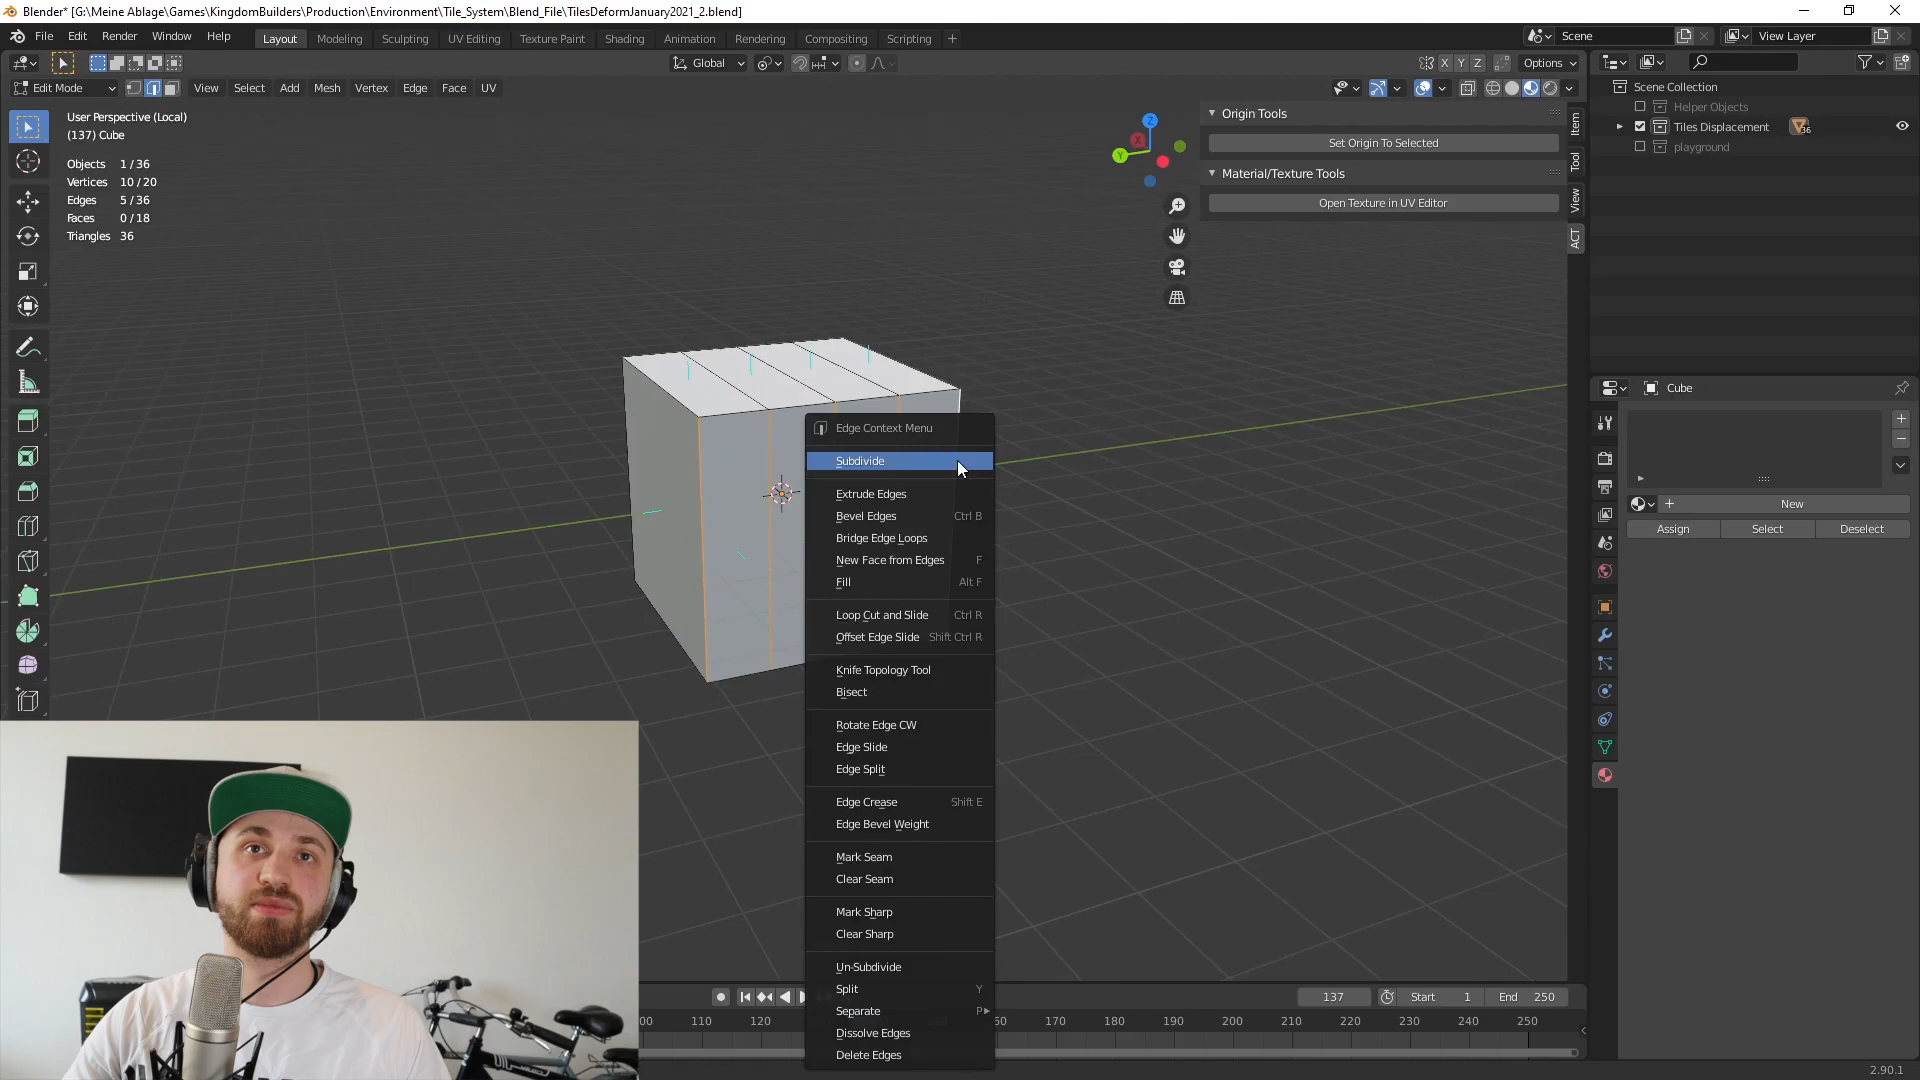 Blender* [G:\Meine Ablage\Games\KingdomBuilders\Production\Environment\Tile_System\Blend_File\TilesDeformJanuary2021_2.blend]
File Edit Render Window Help Layout Modeling Sculpting UV Editing Texture Paint Shading Animation Rendering Compositing Scripting Scene View Layer
Global X Y Z Options
Edit Mode View Select Add Mesh Vertex Edge Face UV
User Perspective (Local)
(137) Cube
Objects 1 / 36
Vertices 10 / 20
Edges 5 / 36
Faces 0 / 18
Triangles 36
Z
X
Y
Origin Tools
Set Origin To Selected
Material/Texture Tools
Open Texture in UV Editor
Item
Tool
View
ACT
Scene Collection
Helper Objects
Tiles Displacement 36
playground
Cube
New
Assign Select Deselect
Edge Context Menu
Subdivide
Extrude Edges
Bevel Edges Ctrl B
Bridge Edge Loops
New Face from Edges F
Fill Alt F
Loop Cut and Slide Ctrl R
Offset Edge Slide Shift Ctrl R
Knife Topology Tool
Bisect
Rotate Edge CW
Edge Slide
Edge Split
Edge Crease Shift E
Edge Bevel Weight
Mark Seam
Clear Seam
Mark Sharp
Clear Sharp
Un-Subdivide
Split Y
Separate P
Dissolve Edges
Delete Edges
137 Start 1 End 250
00 110 120 60 170 180 190 200 210 220 230 240 250
2.90.1